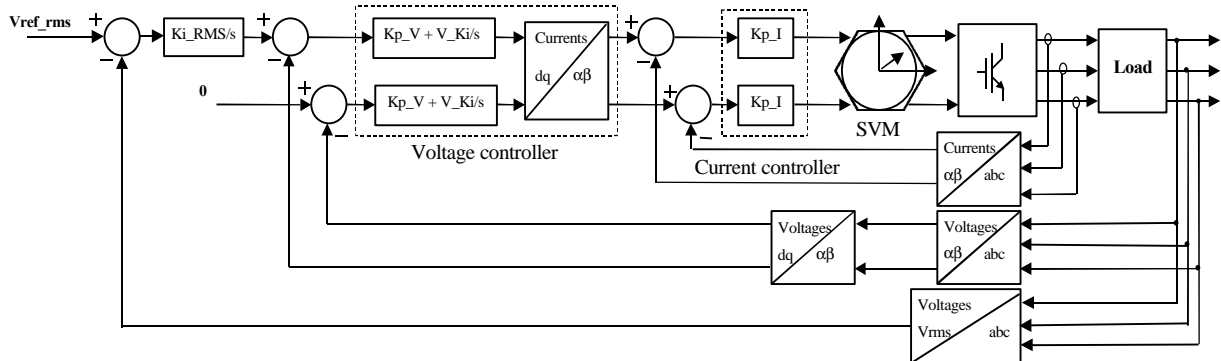 Vref_rms
+
−
Ki_RMS/s
+
−
Kp_V + V_Ki/s
Currents
dq
αβ
+
−
Kp_I
SVM
Load
0
+
−
Kp_V + V_Ki/s
+
−
Kp_I
Voltage controller
Current controller
Currents
αβ
abc
Voltages
dq
αβ
Voltages
αβ
abc
Voltages
Vrms
abc